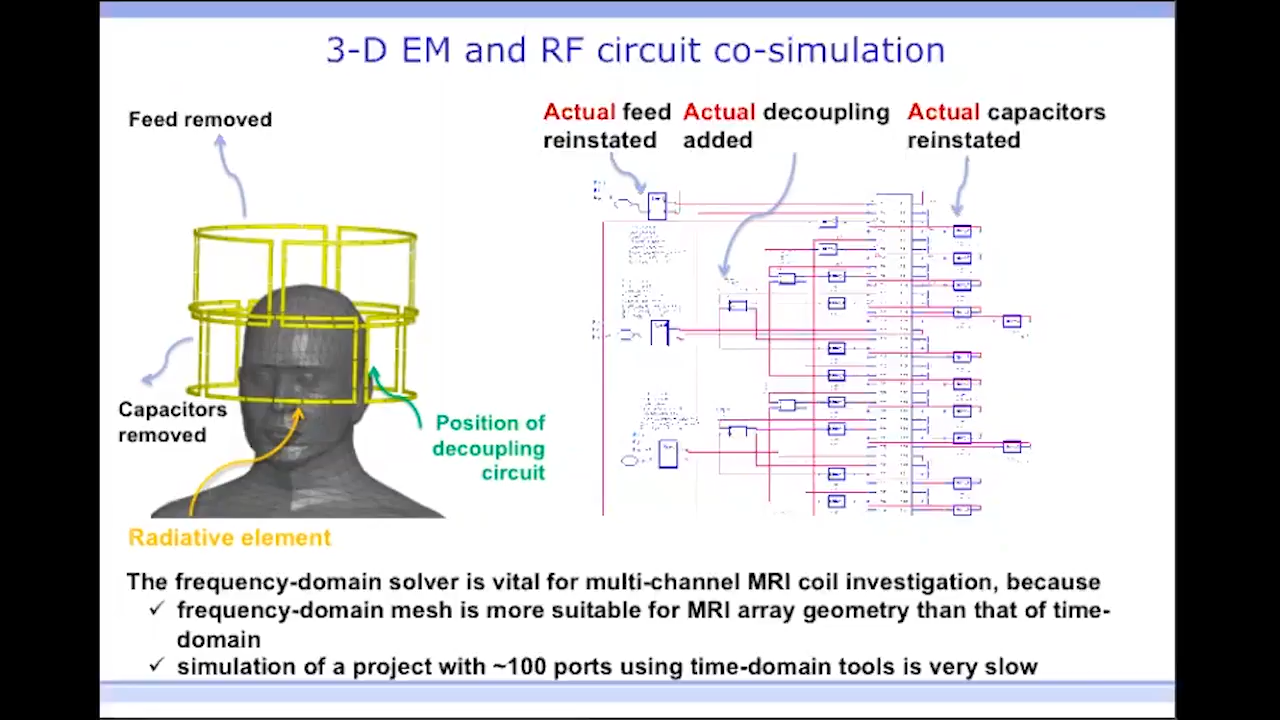 3-D EM and RF circuit co-simulation
Feed removed
Actual feed
reinstated
Actual decoupling
added
Actual capacitors
reinstated
Capacitors
removed
Position of
decoupling
circuit
Radiative element
The frequency-domain solver is vital for multi-channel MRI coil investigation, because
✓ frequency-domain mesh is more suitable for MRI array geometry than that of time-
domain
✓ simulation of a project with ~100 ports using time-domain tools is very slow